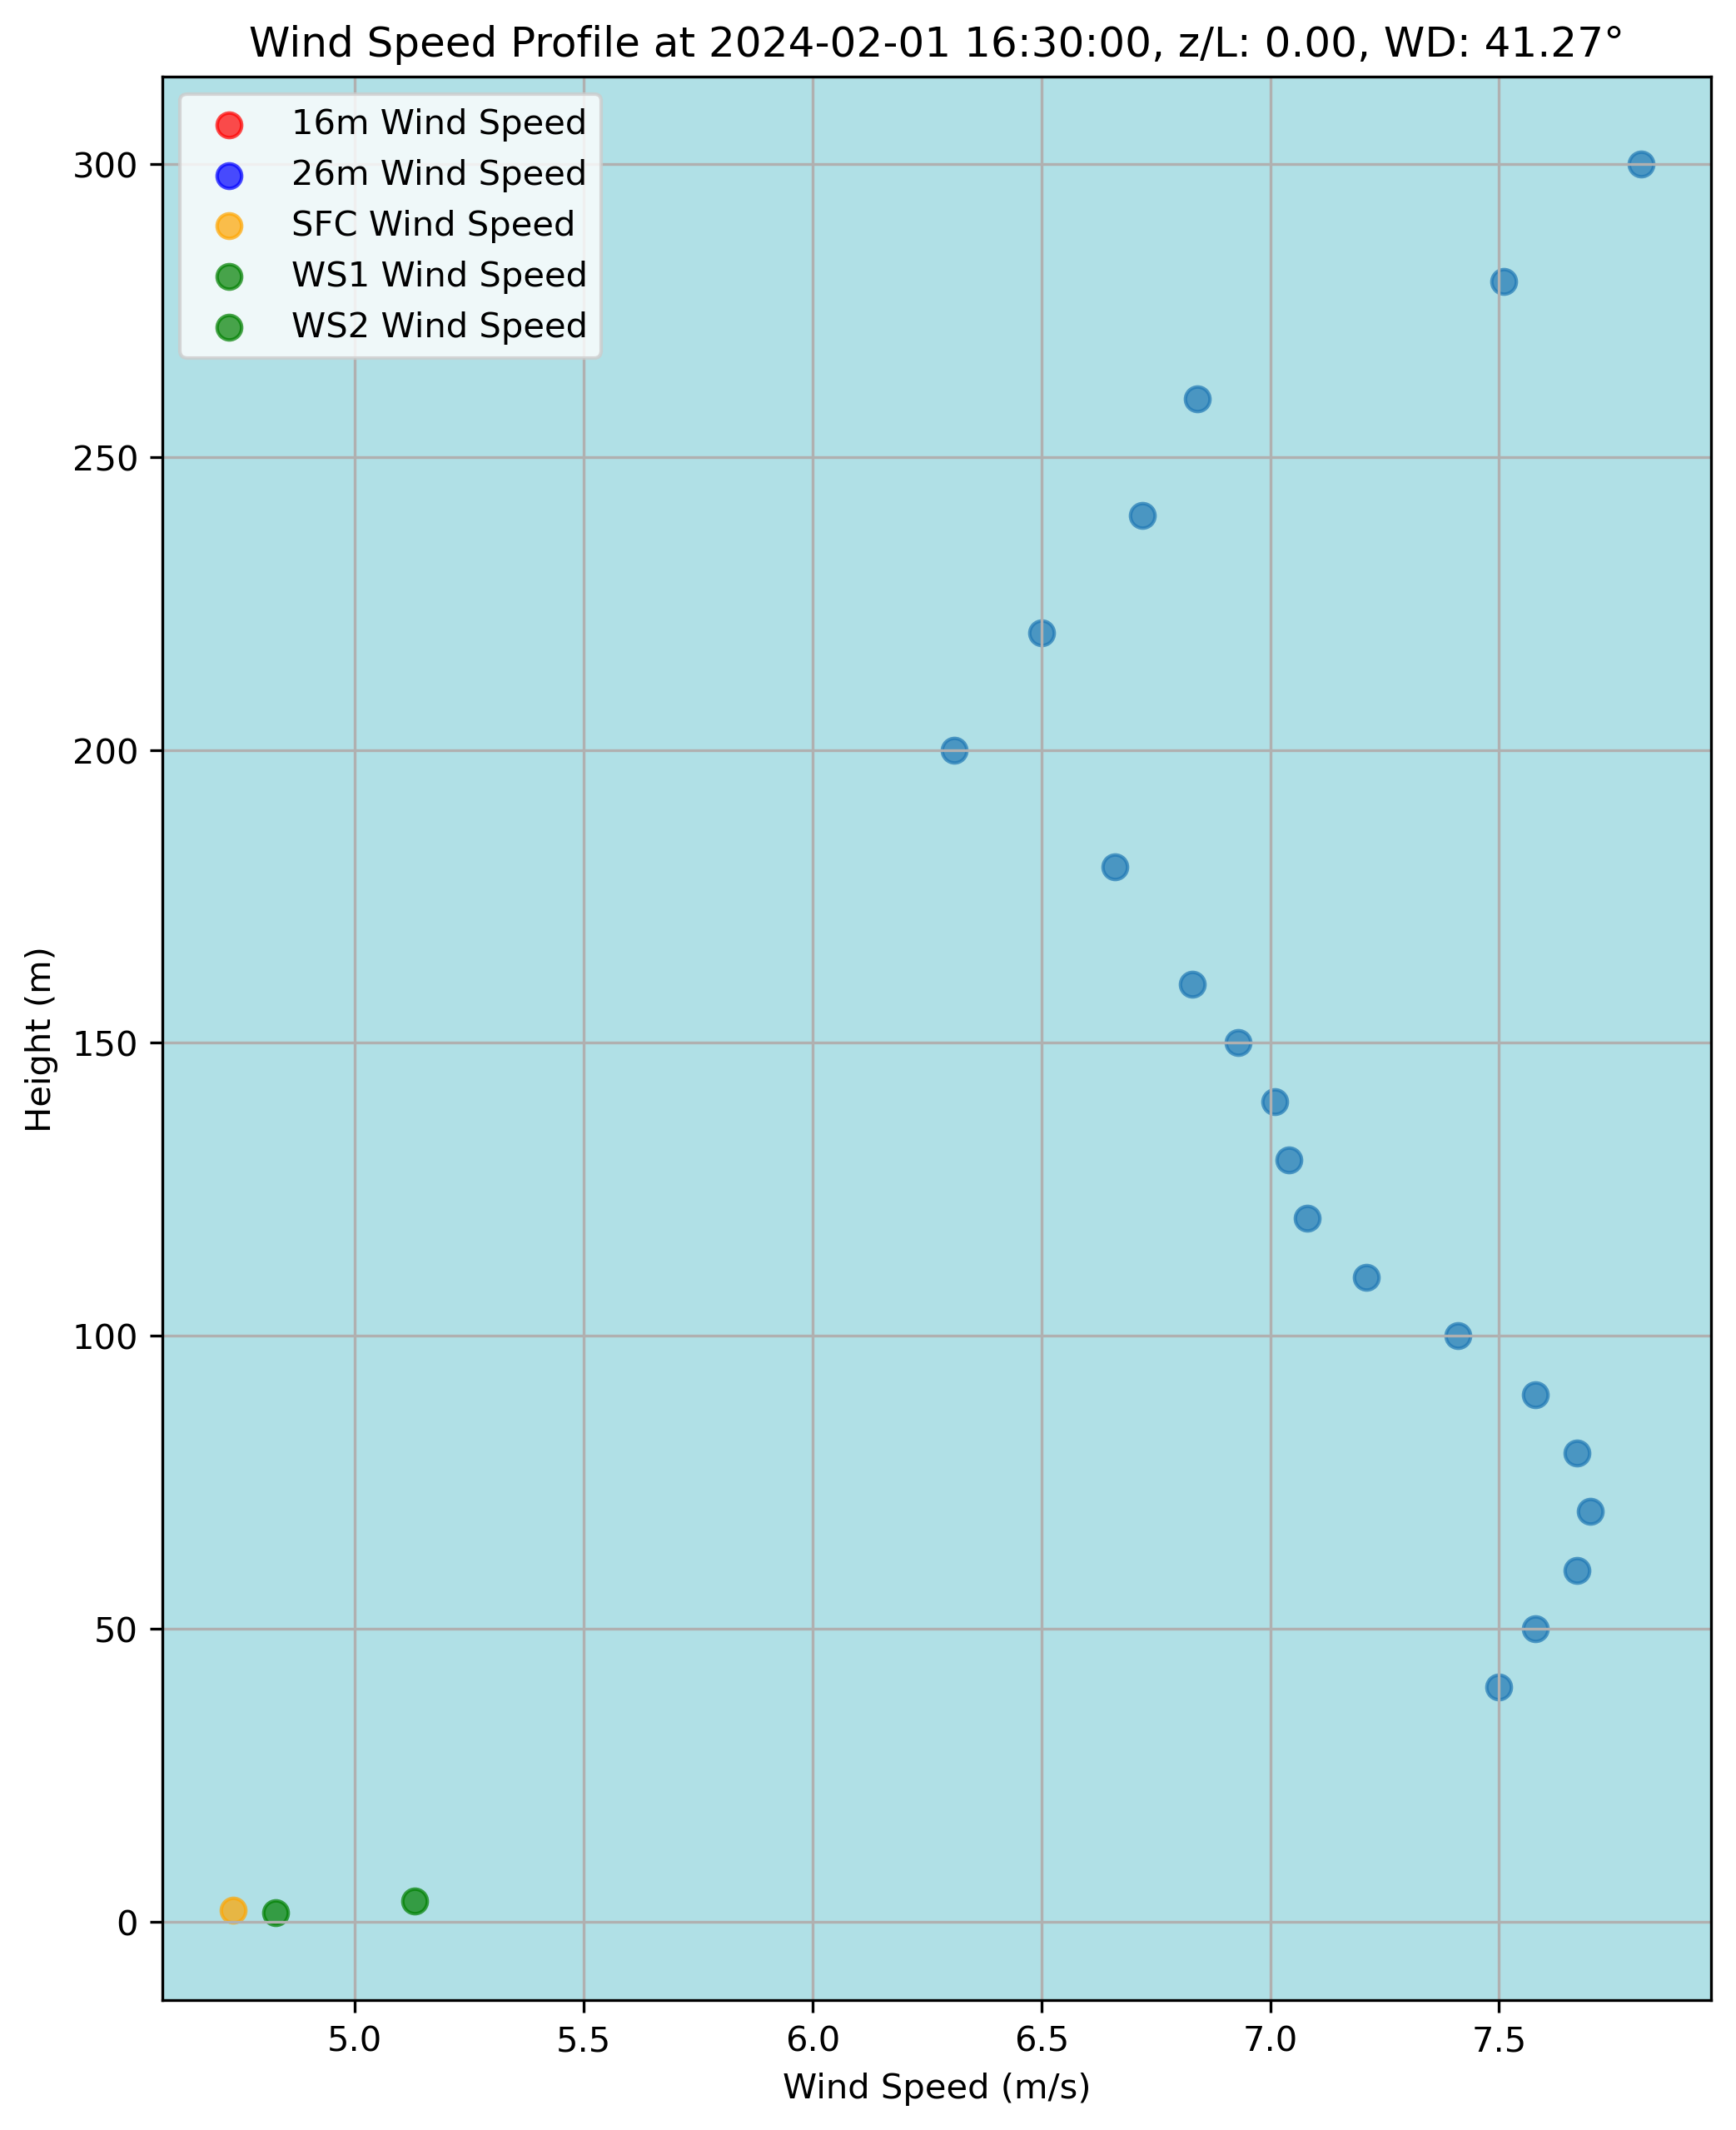 Wind Speed Profile at 2024-02-01 16:30:00, z/L: 0.00, WD: 41.27°
16m Wind Speed
26m Wind Speed
SFC Wind Speed
WS1 Wind Speed
WS2 Wind Speed
300
250
200
150
100
50
0
Height (m)
5.0 5.5 6.0 6.5 7.0 7.5
Wind Speed (m/s)